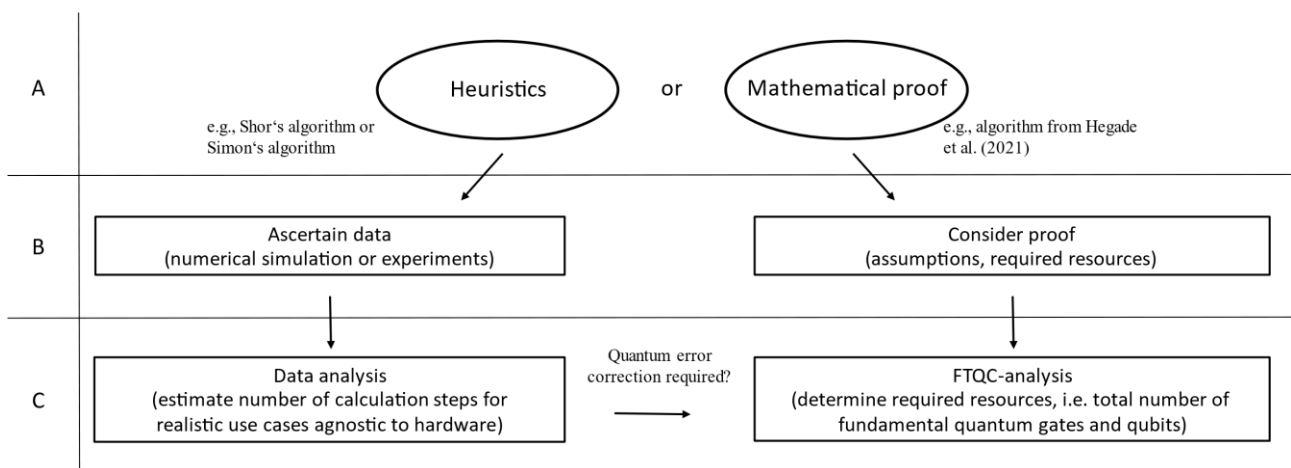 A
Heuristics
or
Mathematical proof
e.g., Shor‘s algorithm or
Simon‘s algorithm
e.g., algorithm from Hegade
et al. (2021)
B
Ascertain data
(numerical simulation or experiments)
Consider proof
(assumptions, required resources)
C
Data analysis
(estimate number of calculation steps for
realistic use cases agnostic to hardware)
Quantum error
correction required?
FTQC-analysis
(determine required resources, i.e. total number of
fundamental quantum gates and qubits)